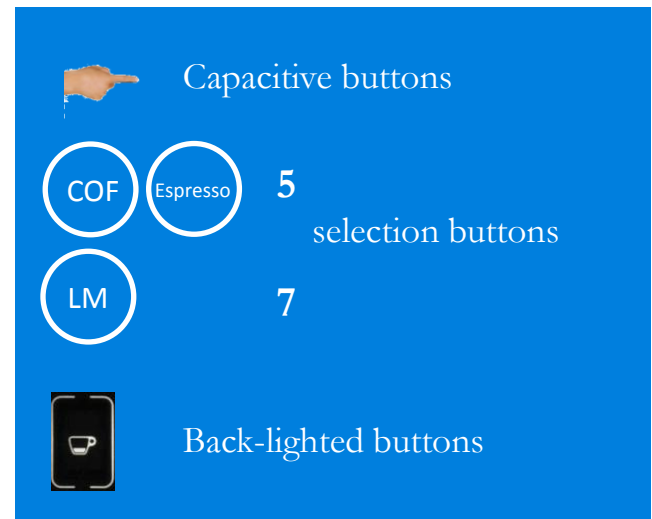 Capacitive buttons
COF Espresso 5
selection buttons
LM 7
Back-lighted buttons